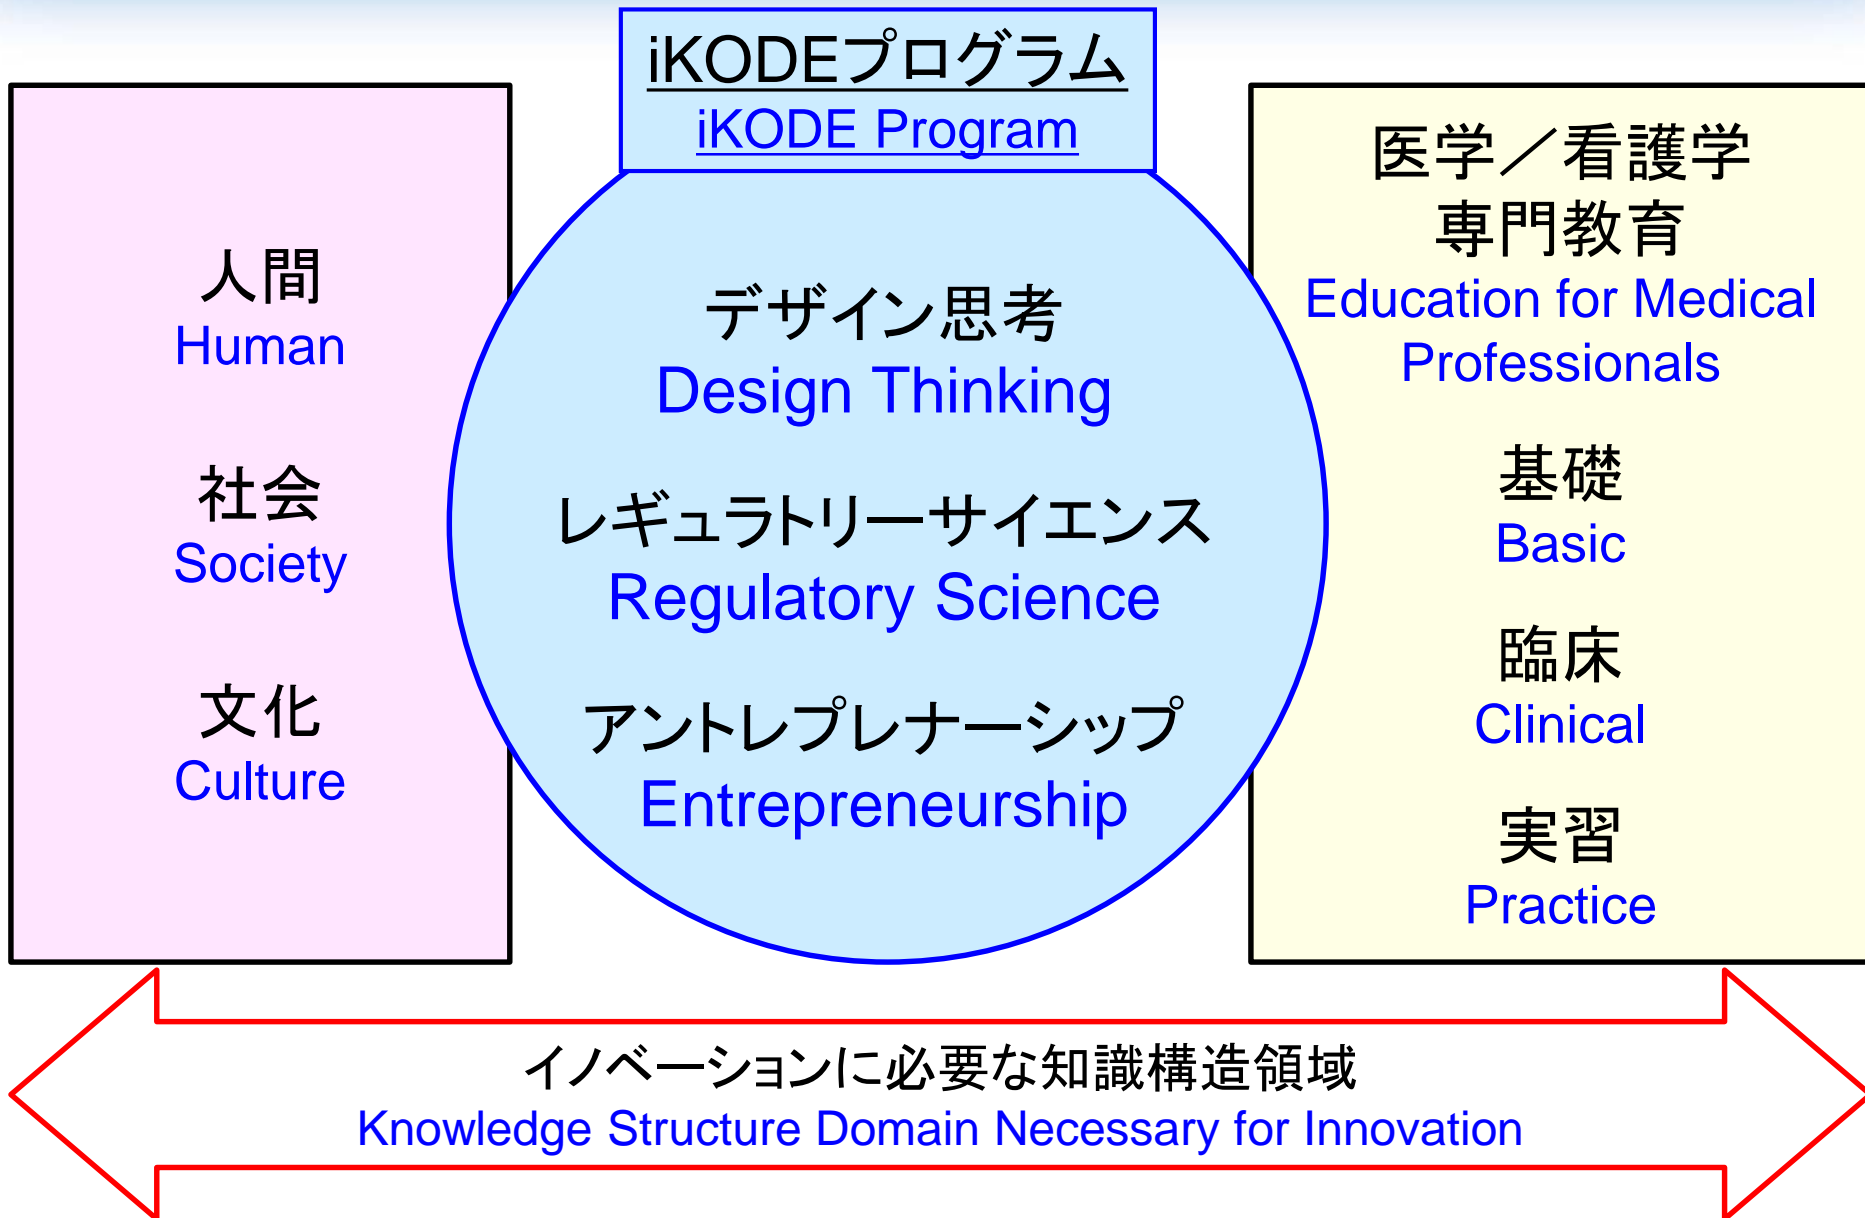 iKODEプログラム
iKODE Program
人間
Human
社会
Society
文化
Culture
デザイン思考
Design Thinking
レギュラトリーサイエンス
Regulatory Science
アントレプレナーシップ
Entrepreneurship
医学／看護学
専門教育
Education for Medical
Professionals
基礎
Basic
臨床
Clinical
実習
Practice
イノベーションに必要な知識構造領域
Knowledge Structure Domain Necessary for Innovation